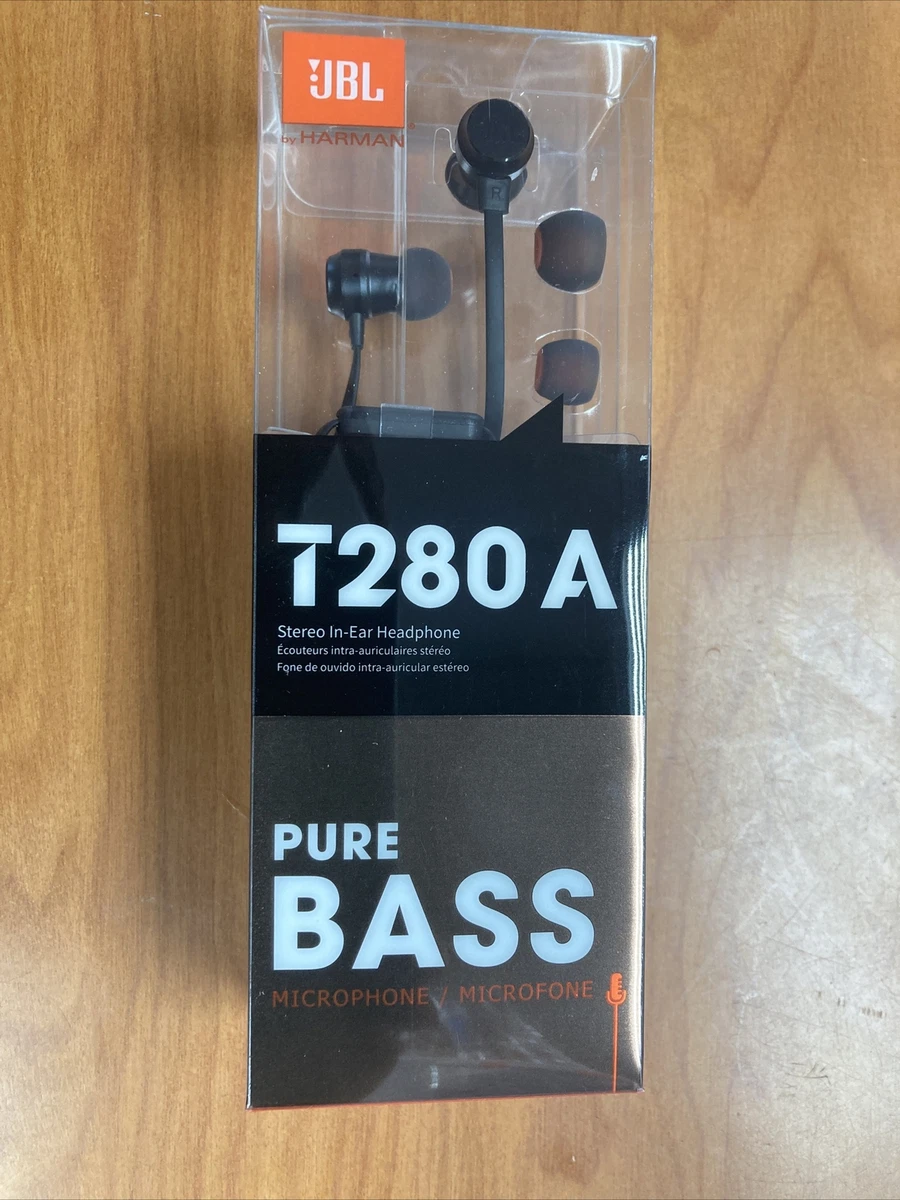 JBL
by HARMAN®
R
T280 A
Stereo In-Ear Headphone
Écouteurs intra-auriculaires stéréo
Fone de ouvido intra-auricular estéreo
PURE
BASS
MICROPHONE / MICROFONE